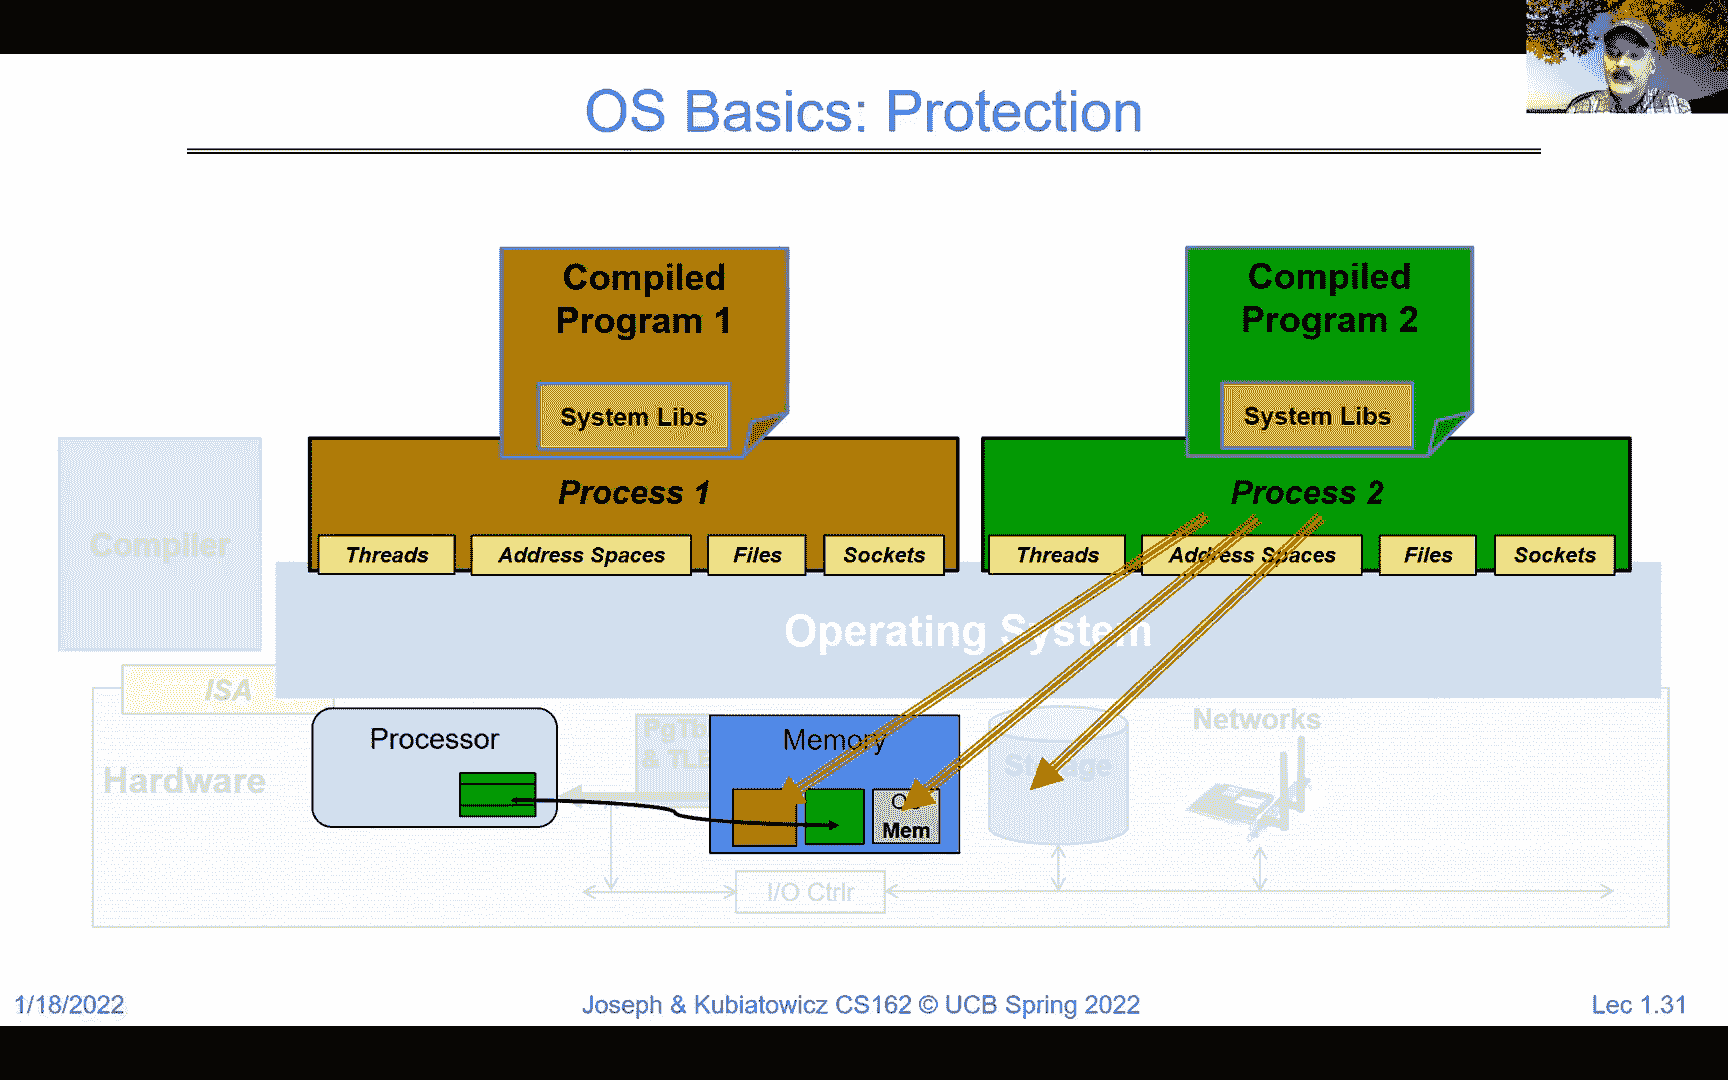 OS Basics: Protection
Compiled
Program 1
System Libs
Compiled
Program 2
System Libs
Compiler
Process 1
Threads
Address Spaces
Files
Sockets
Process 2
Threads
Address Spaces
Files
Sockets
Operating System
ISA
Hardware
Processor
PgTb
& TLB
Memory
Mem
Storage
Networks
I/O Ctrlr
1/18/2022
Joseph & Kubiatowicz CS162 © UCB Spring 2022
Lec 1.31